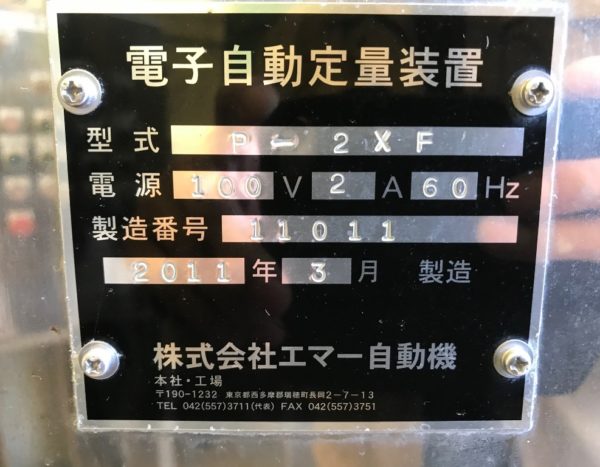 電子自動定量装置
型式 P-2XF
電源 100 V 2 A 60 Hz
製造番号 11011
2011 年 3 月 製造
株式会社エマー自動機
本社・工場
〒190-1232 東京都西多摩郡瑞穂町長岡2-7-13
TEL 042(557)3711(代表) FAX 042(557)3751